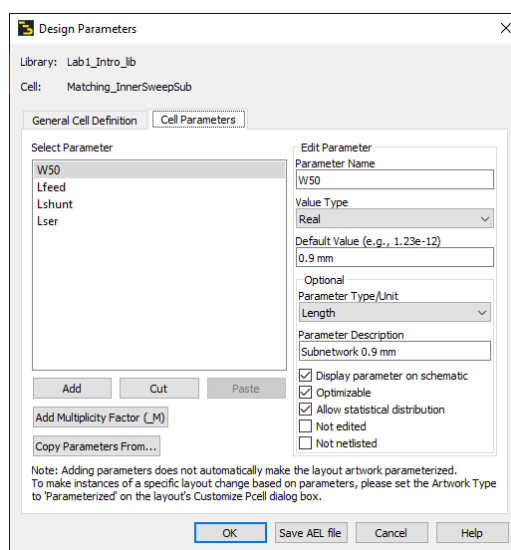 Design Parameters
Library: Lab1_Intro_lib
Cell: Matching_InnerSweepSub
General Cell Definition
Cell Parameters
Select Parameter
W50
Lfeed
Lshunt
Lser
Add
Cut
Paste
Add Multiplicity Factor (_M)
Copy Parameters From...
Edit Parameter
Parameter Name
W50
Value Type
Real
Default Value (e.g., 1.23e-12)
0.9 mm
Optional
Parameter Type/Unit
Length
Parameter Description
Subnetwork 0.9 mm
Display parameter on schematic
Optimizable
Allow statistical distribution
Not edited
Not netlisted
Note: Adding parameters does not automatically make the layout artwork parameterized.
To make instances of a specific layout change based on parameters, please set the Artwork Type
to 'Parameterized' on the layout's Customize Pcell dialog box.
OK
Save AEL file
Cancel
Help